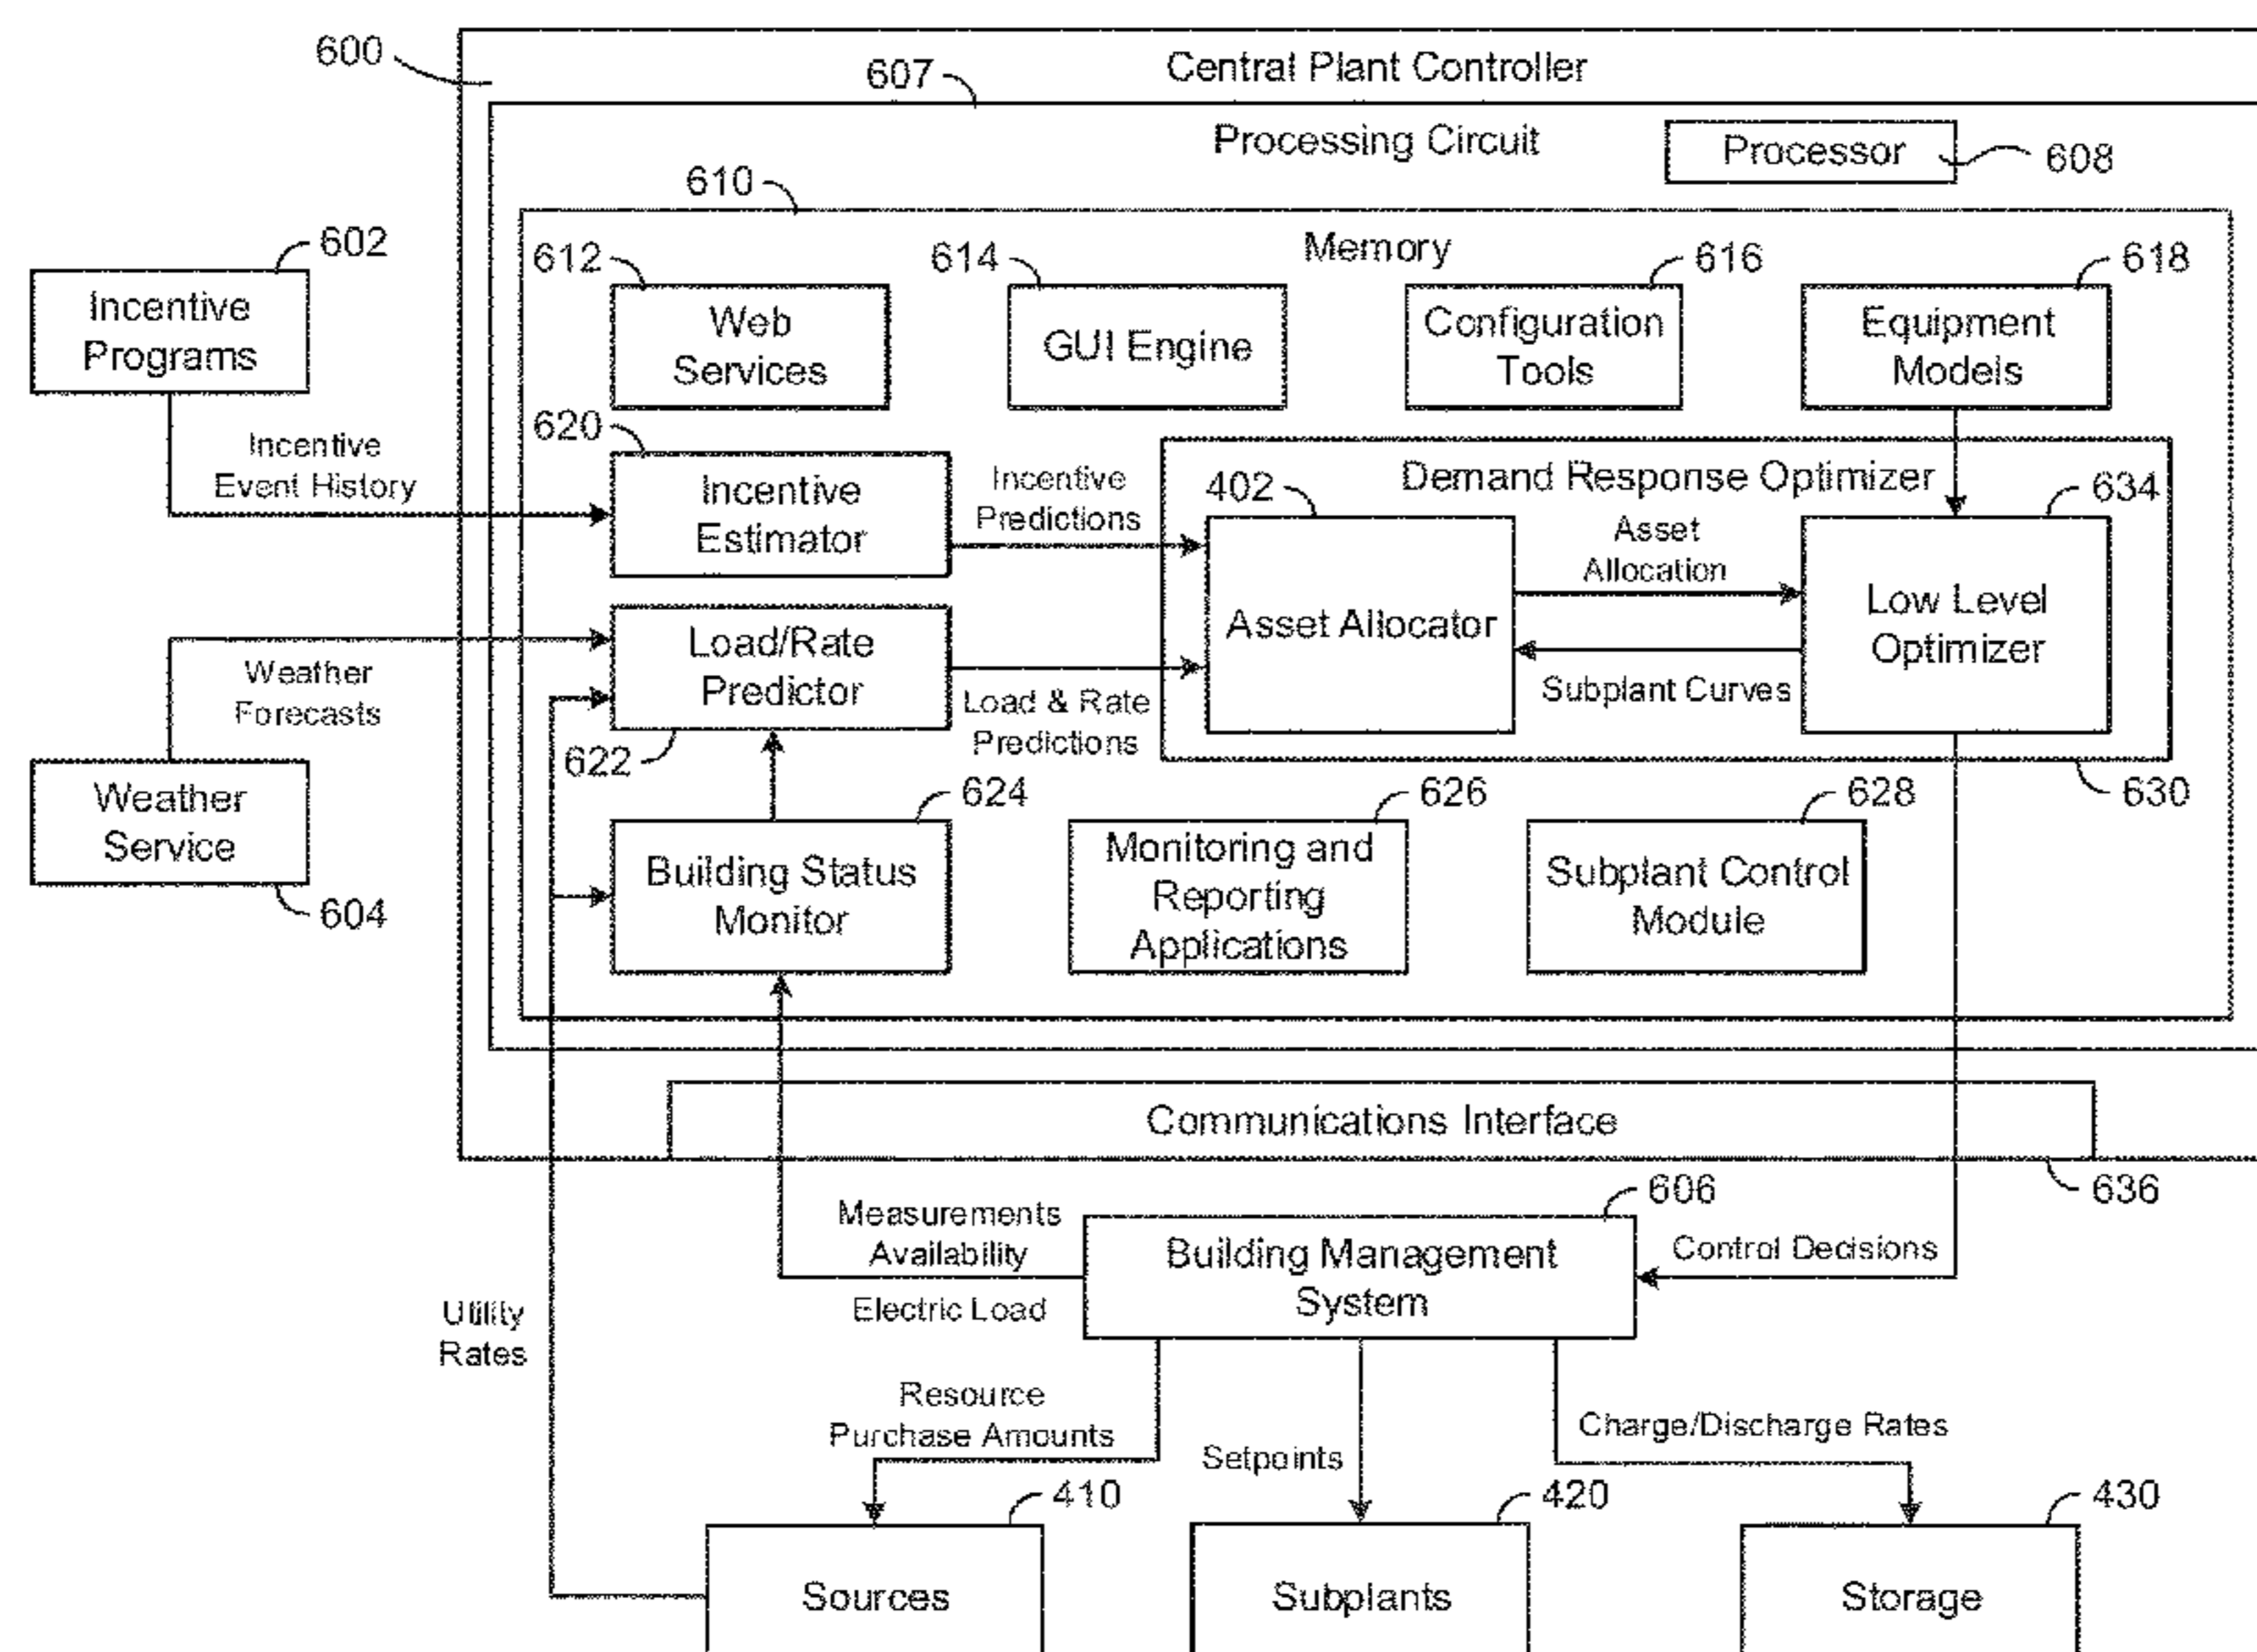 600
Central Plant Controller
607
Processing Circuit
Processor
608
610
Memory
602
Incentive
Programs
612
Web
Services
614
GUI Engine
616
Configuration
Tools
618
Equipment
Models
Incentive
Event History
620
Incentive
Estimator
Incentive
Predictions
Demand Response Optimizer
402
Asset Allocator
Asset
Allocation
Subplant Curves
634
Low Level
Optimizer
630
Weather
Forecasts
Load/Rate
Predictor
622
Load & Rate
Predictions
Weather
Service
604
624
Building Status
Monitor
626
Monitoring and
Reporting
Applications
628
Subplant Control
Module
Communications Interface
636
Measurements
Availability
Electric Load
606
Building Management
System
Control Decisions
Utility
Rates
Resource
Purchase Amounts
Setpoints
Charge/Discharge Rates
410
Sources
420
Subplants
430
Storage